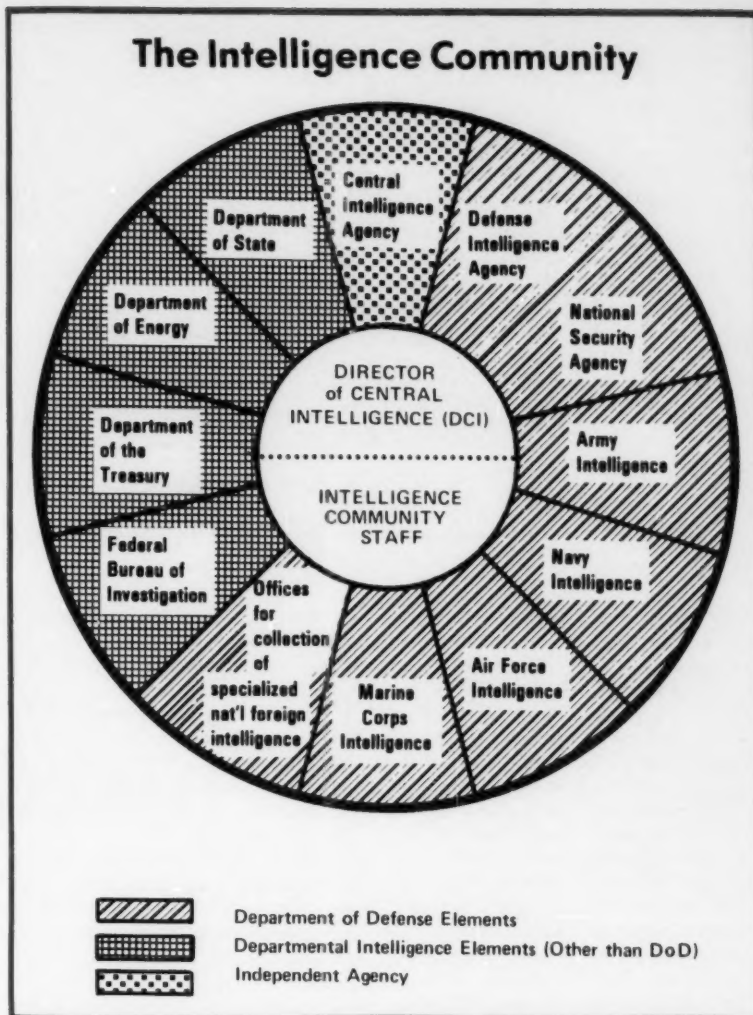 The Intelligence Community
Central
Intelligence
Agency
Defense
Intelligence
Agency
National
Security
Agency
Army
Intelligence
Navy
Intelligence
Air Force
Intelligence
Marine
Corps
Intelligence
Offices
for
collection
of
specialized
nat'l foreign
intelligence
Federal
Bureau of
Investigation
Department
of the
Treasury
Department
of Energy
Department
of State
DIRECTOR
of CENTRAL
INTELLIGENCE (DCI)
INTELLIGENCE
COMMUNITY
STAFF
Department of Defense Elements
Departmental Intelligence Elements (Other than DoD)
Independent Agency